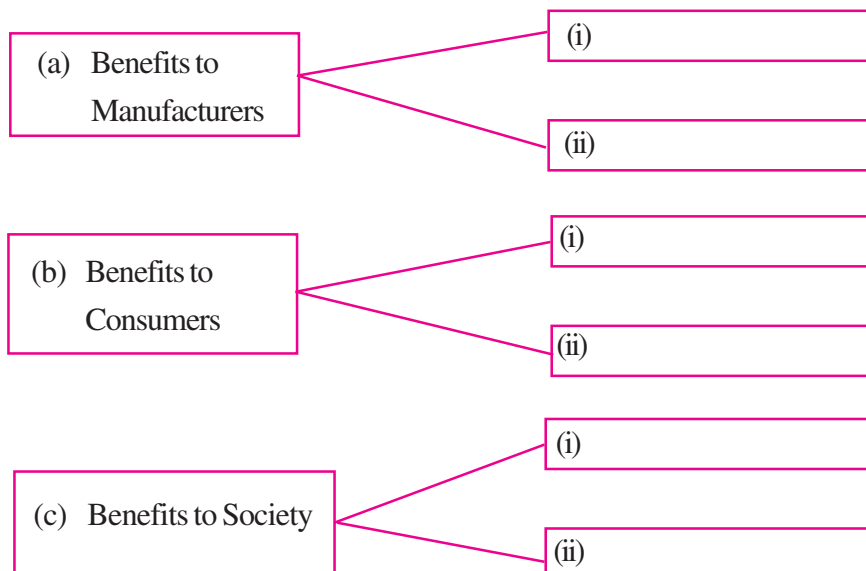 (i)
(a) Benefits to
Manufacturers
(ii)
(i)
(b) Benefits to
Consumers
(ii)
(i)
(c) Benefits to Society
(ii)